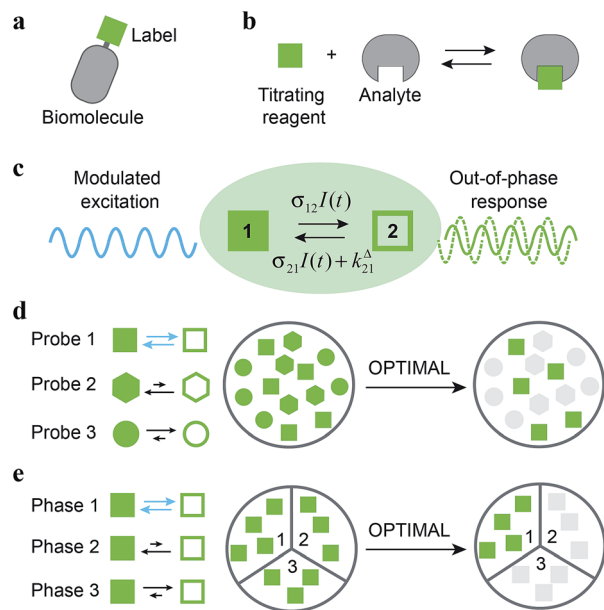 a
Label
Biomolecule
b
+
Titrating
reagent
Analyte
c
Modulated
excitation
σ₁₂I(t)
1
2
σ₂₁I(t) + k₂₁^Δ
Out-of-phase
response
d
Probe 1
Probe 2
Probe 3
OPTIMAL
e
Phase 1
Phase 2
Phase 3
1
2
3
OPTIMAL
1
2
3